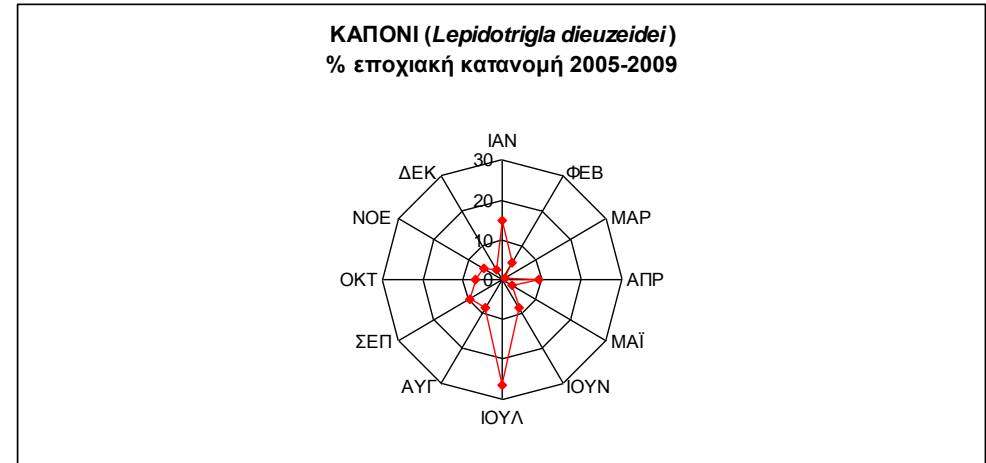 ΚΑΠΟΝΙ (Lepidotrigla dieuzeidei)
% εποχιακή κατανομή 2005-2009
ΙΑΝ
30
ΔΕΚ
ΦΕΒ
20
ΝΟΕ
ΜΑΡ
10
ΟΚΤ
0
ΑΠΡ
ΣΕΠ
ΜΑΪ
ΑΥΓ
ΙΟΥΝ
ΙΟΥΛ